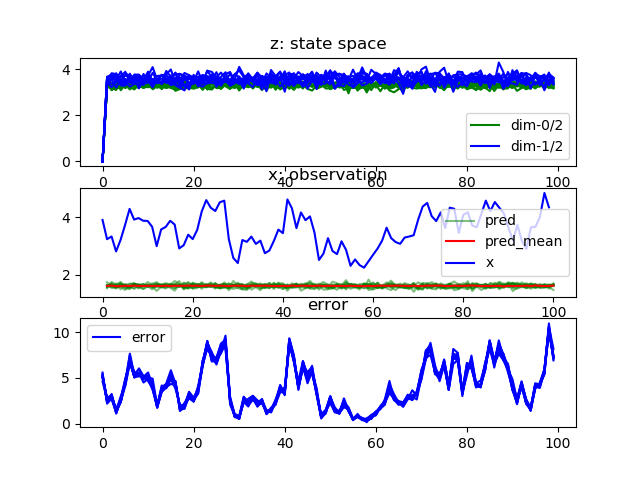 z: state space
4
2
0
dim-0/2
dim-1/2
0 20 40 60 80 100
x: observation
4
2
pred
pred_mean
x
0 20 40 60 80 100
error
10
5
0
error
0 20 40 60 80 100